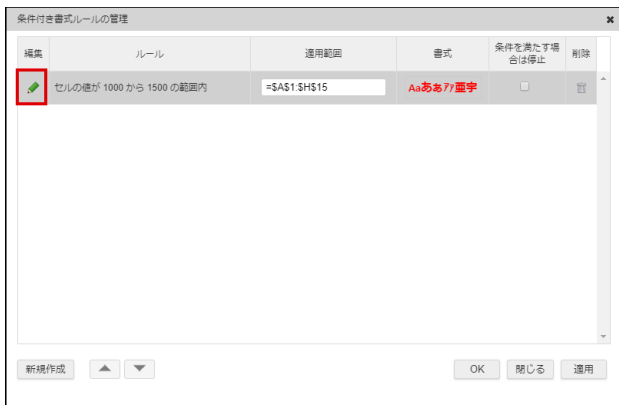 条件付き書式ルールの管理
編集 ルール 適用範囲 書式 条件を満たす場合は停止 削除
セルの値が 1000 から 1500 の範囲内 =$A$1:$H$15 Aaあぁアァ亜宇
新規作成 OK 閉じる 適用